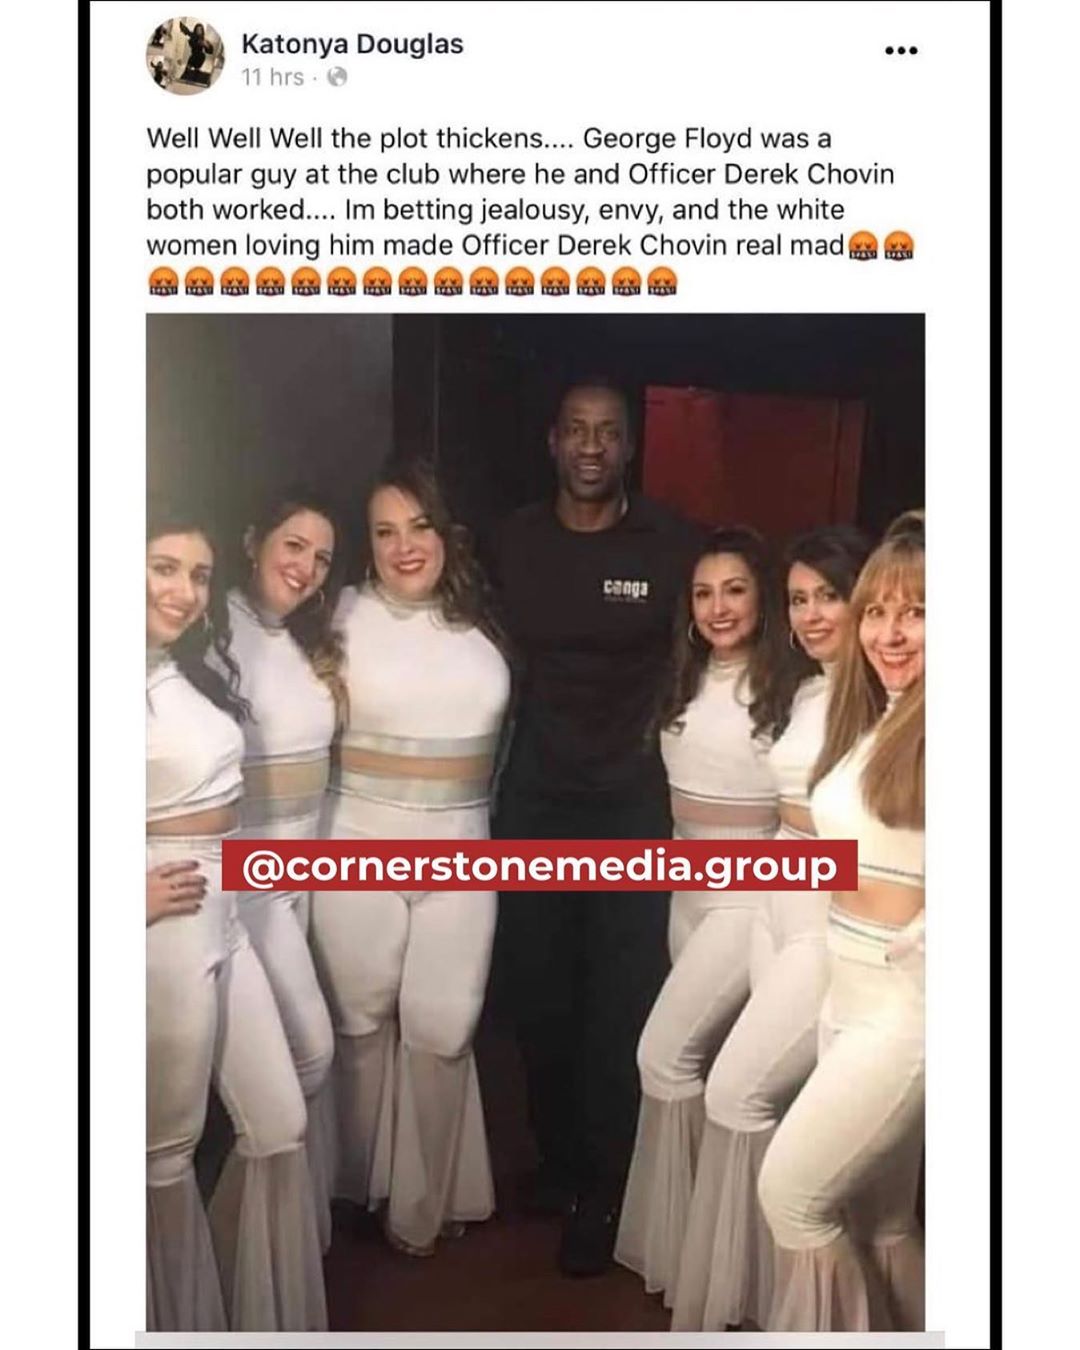 Katonya Douglas
11 hrs ·
Well Well Well the plot thickens.... George Floyd was a
popular guy at the club where he and Officer Derek Chovin
both worked.... Im betting jealousy, envy, and the white
women loving him made Officer Derek Chovin real mad
conga
@cornerstonemedia.group